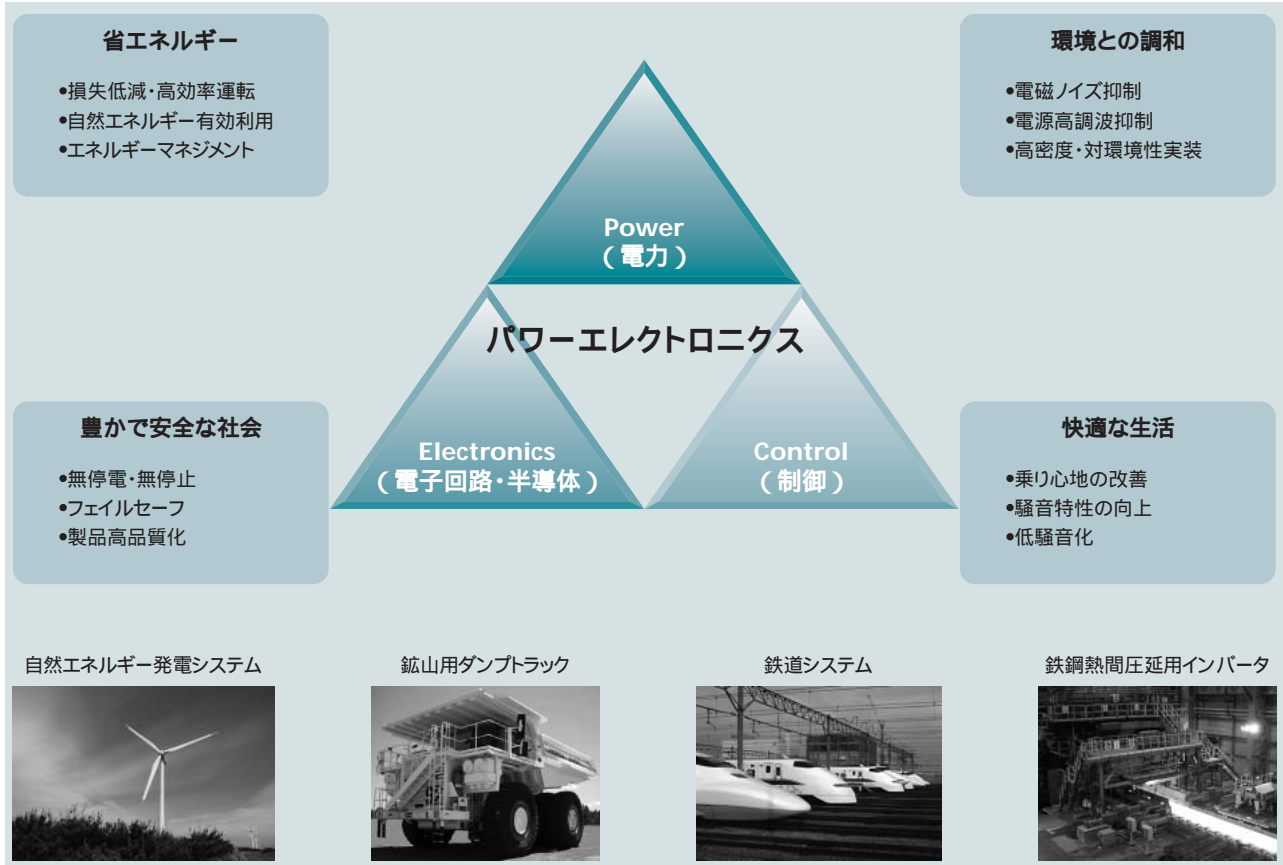 省エネルギー
•損失低減・高効率運転
•自然エネルギー有効利用
•エネルギーマネジメント
環境との調和
•電磁ノイズ抑制
•電源高調波抑制
•高密度・対環境性実装
Power
（電力）
パワーエレクトロニクス
Electronics
（電子回路・半導体）
Control
（制御）
豊かで安全な社会
•無停電・無停止
•フェイルセーフ
•製品高品質化
快適な生活
•乗り心地の改善
•騒音特性の向上
•低騒音化
自然エネルギー発電システム
鉱山用ダンプトラック
鉄道システム
鉄鋼熱間圧延用インバータ